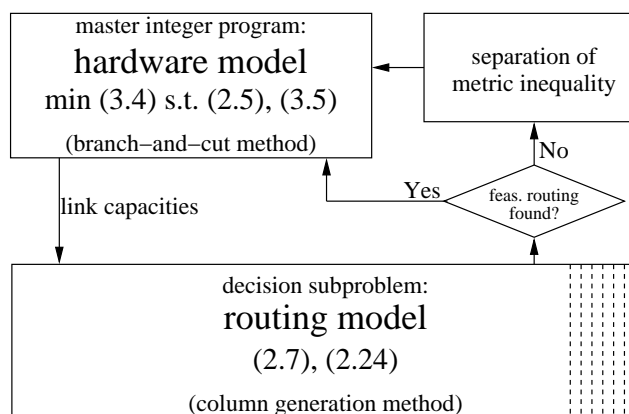 master integer program:
hardware model
min (3.4) s.t. (2.5), (3.5)
(branch−and−cut method)
separation of
metric inequality
No
Yes
feas. routing
found?
link capacities
decision subproblem:
routing model
(2.7), (2.24)
(column generation method)